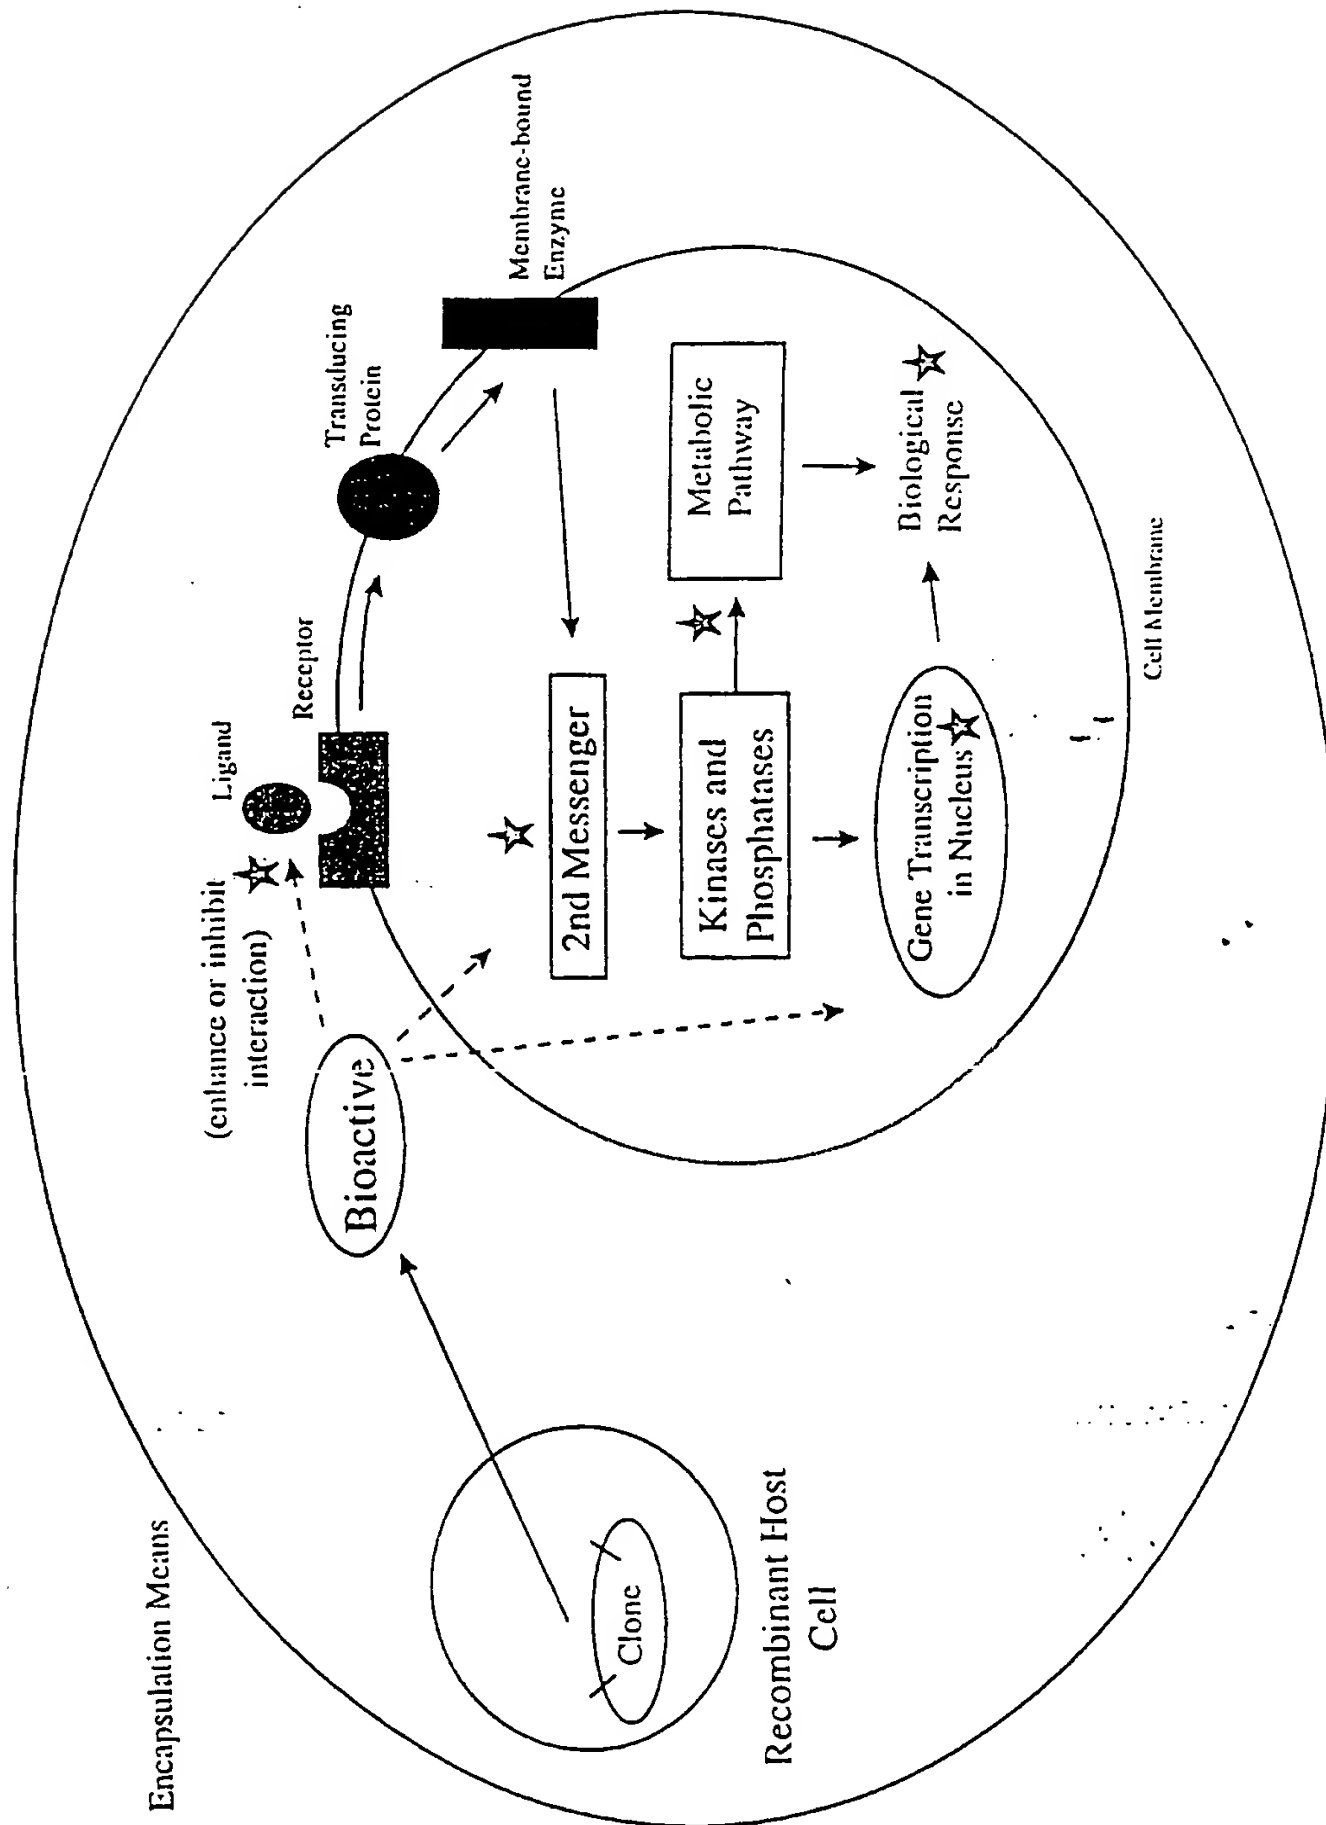 Encapsulation Means
(enhance or inhibit
interaction)
Ligand
Receptor
Transducing
Protein
Membrane-bound
Enzyme
Bioactive
2nd Messenger
Kinases and
Phosphatases
Metabolic
Pathway
Gene Transcription
in Nucleus
Biological
Response
Clone
Recombinant Host
Cell
Cell Membrane